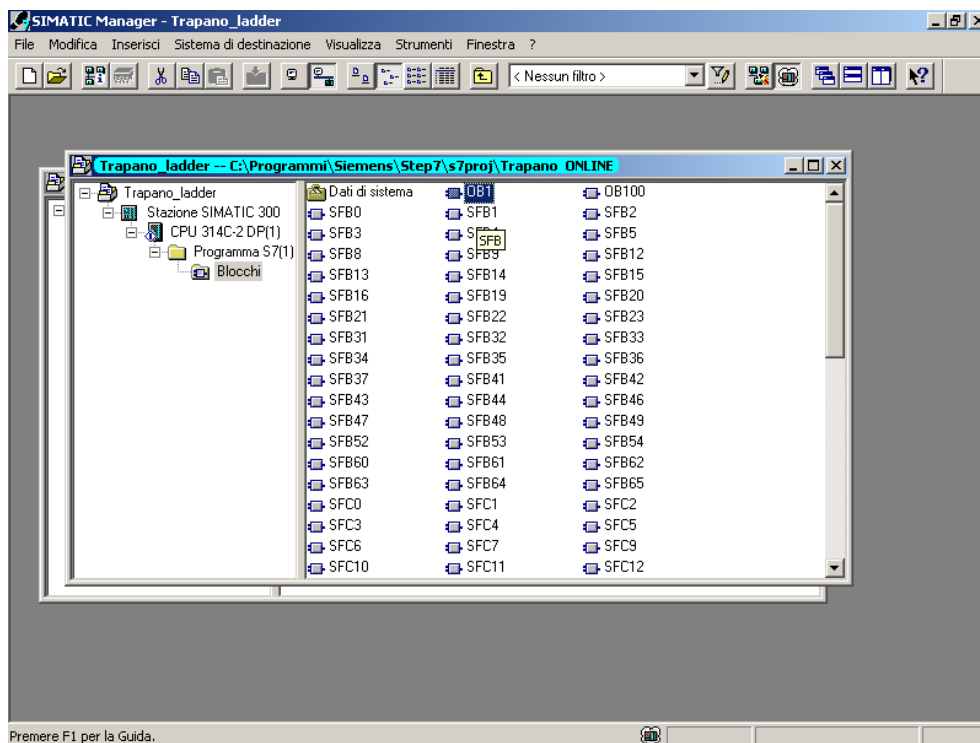 SIMATIC Manager - Trapano_ladder
File Modifica Inserisci Sistema di destinazione Visualizza Strumenti Finestra ?
< Nessun filtro >
Trapano_ladder -- C:\Programmi\Siemens\Step7\s7proj\Trapano ONLINE
Trapano_ladder
Stazione SIMATIC 300
CPU 314C-2 DP(1)
Programma S7(1)
Blocchi
Dati di sistema OB1 OB100
SFB0 SFB1 SFB2
SFB3 SFB5
SFB
SFB8 SFB9 SFB12
SFB13 SFB14 SFB15
SFB16 SFB19 SFB20
SFB21 SFB22 SFB23
SFB31 SFB32 SFB33
SFB34 SFB35 SFB36
SFB37 SFB41 SFB42
SFB43 SFB44 SFB46
SFB47 SFB48 SFB49
SFB52 SFB53 SFB54
SFB60 SFB61 SFB62
SFB63 SFB64 SFB65
SFC0 SFC1 SFC2
SFC3 SFC4 SFC5
SFC6 SFC7 SFC9
SFC10 SFC11 SFC12
Premere F1 per la Guida.